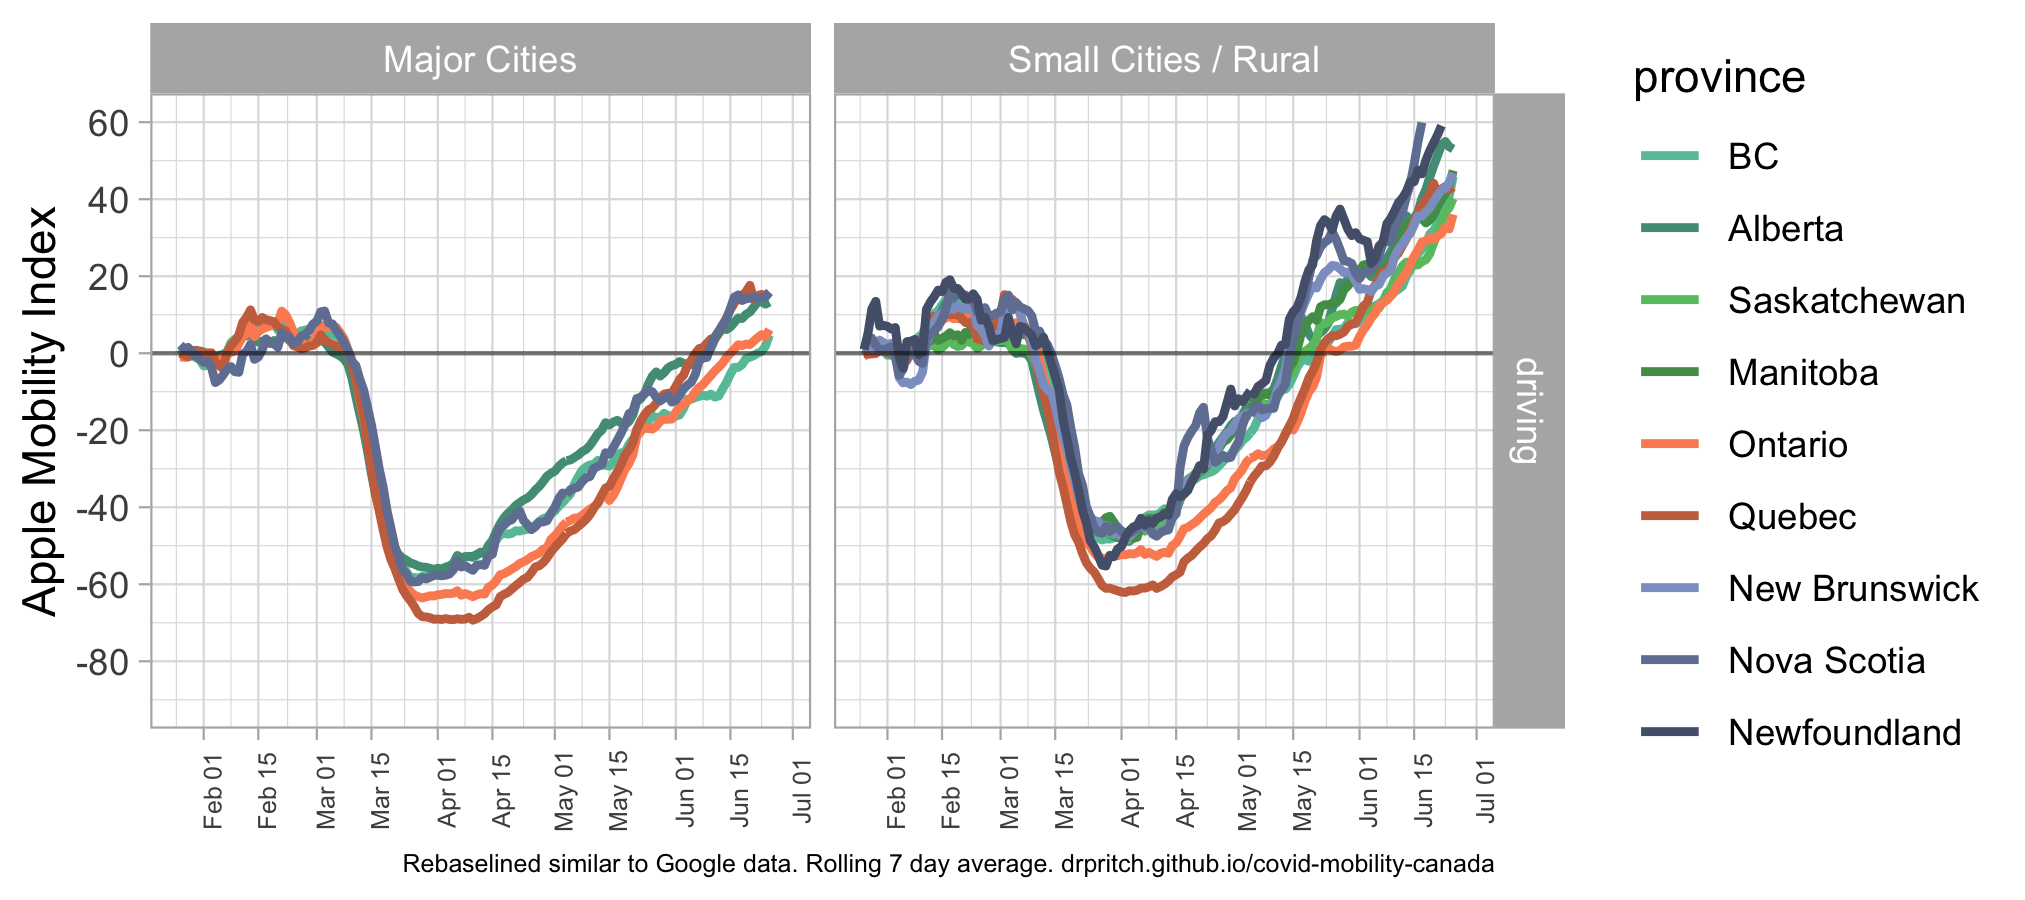 Major Cities
Small Cities / Rural
Apple Mobility Index
60
40
20
0
-20
-40
-60
-80
driving
Feb 01
Feb 15
Mar 01
Mar 15
Apr 01
Apr 15
May 01
May 15
Jun 01
Jun 15
Jul 01
Feb 01
Feb 15
Mar 01
Mar 15
Apr 01
Apr 15
May 01
May 15
Jun 01
Jun 15
Jul 01
province
BC
Alberta
Saskatchewan
Manitoba
Ontario
Quebec
New Brunswick
Nova Scotia
Newfoundland
Rebaselined similar to Google data. Rolling 7 day average. drpritch.github.io/covid-mobility-canada